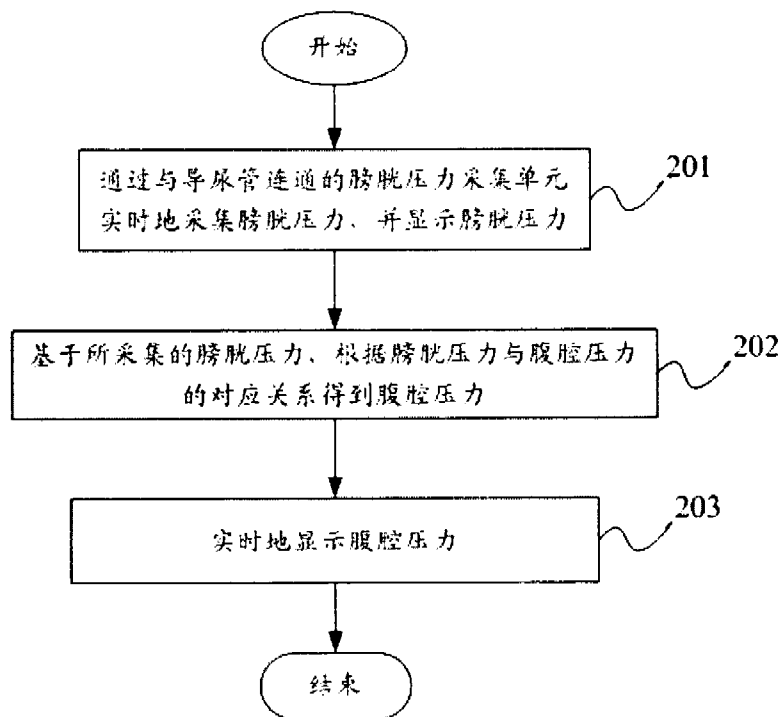 开始
通过与导尿管连通的膀胱压力采集单元
实时地采集膀胱压力、并显示膀胱压力
201
基于所采集的膀胱压力、根据膀胱压力与腹腔压力
的对应关系得到腹腔压力
202
实时地显示腹腔压力
203
结束